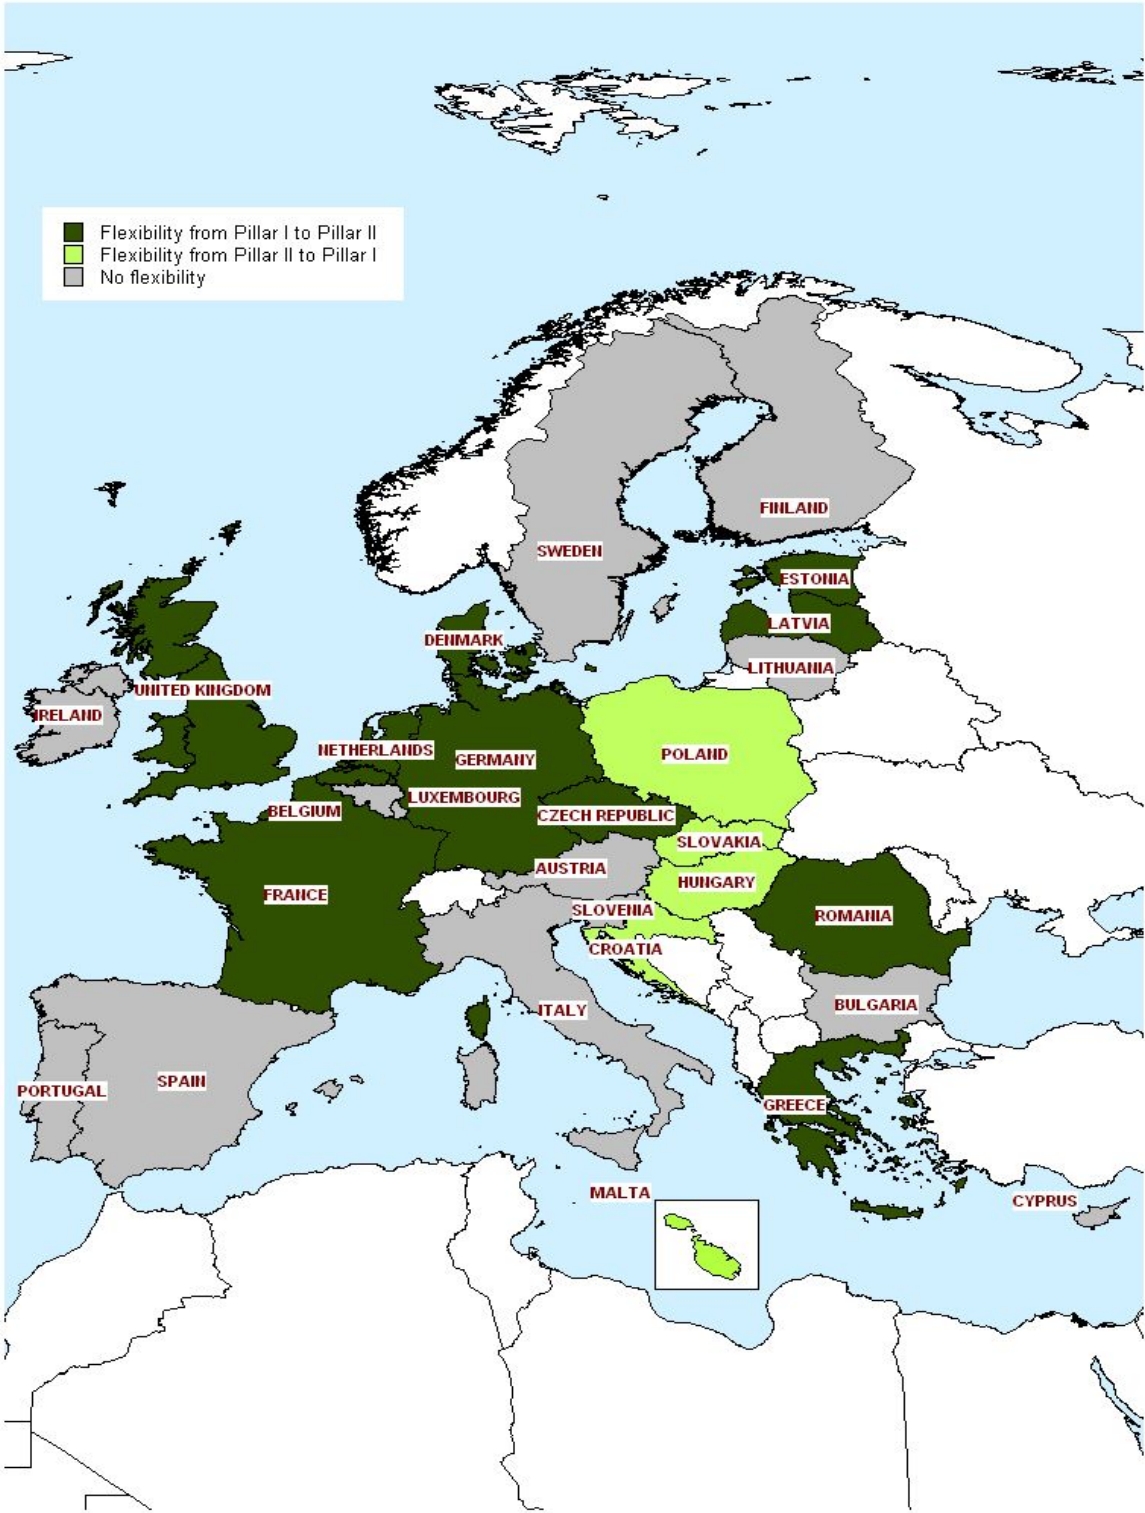 Flexibility from Pillar I to Pillar II
Flexibility from Pillar II to Pillar I
No flexibility
FINLAND
SWEDEN
ESTONIA
LATVIA
DENMARK
LITHUANIA
UNITED KINGDOM
IRELAND
NETHERLANDS
GERMANY
POLAND
LUXEMBOURG
BELGIUM
CZECH REPUBLIC
SLOVAKIA
AUSTRIA
HUNGARY
FRANCE
SLOVENIA
ROMANIA
CROATIA
BULGARIA
ITALY
SPAIN
PORTUGAL
GREECE
MALTA
CYPRUS